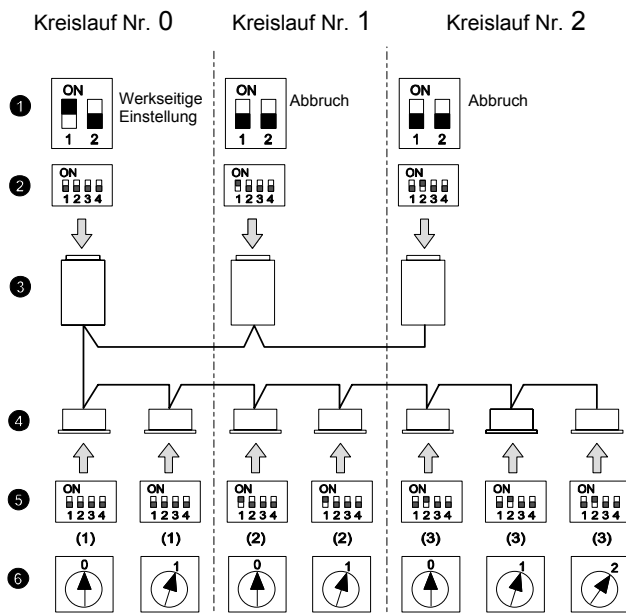 Kreislauf Nr. 0 Kreislauf Nr. 1 Kreislauf Nr. 2
1 ON 1 2 Werkseitige Einstellung ON 1 2 Abbruch ON 1 2 Abbruch
2 ON 1 2 3 4 ON 1 2 3 4 ON 1 2 3 4
3
4
5 ON 1 2 3 4 ON 1 2 3 4 ON 1 2 3 4 ON 1 2 3 4 ON 1 2 3 4 ON 1 2 3 4 ON 1 2 3 4
(1) (1) (2) (2) (3) (3) (3)
6 0 1 0 1 0 1 2